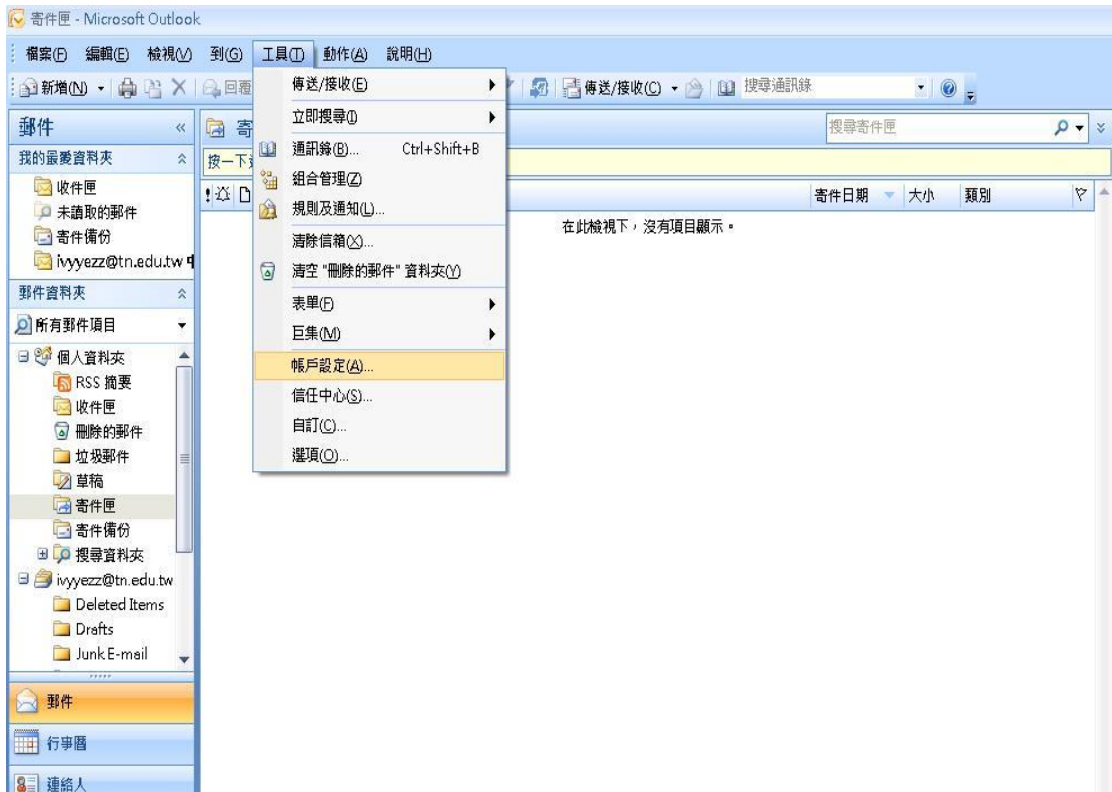 寄件匣 - Microsoft Outlook
檔案(F) 編輯(E) 檢視(V) 到(G) 工具(T) 動作(A) 說明(H)
新增(N) 回覆 傳送/接收(C) 搜尋通訊錄
郵件 «
寄
搜尋寄件匣
我的最愛資料夾
按一下
收件匣
未讀取的郵件
寄件備份
ivyyezz@tn.edu.tw
郵件資料夾
所有郵件項目
個人資料夾
RSS 摘要
收件匣
刪除的郵件
垃圾郵件
草稿
寄件匣
寄件備份
搜尋資料夾
ivyyezz@tn.edu.tw
Deleted Items
Drafts
Junk E-mail
郵件
行事曆
連絡人
傳送/接收(E)
立即搜尋(I)
通訊錄(B)... Ctrl+Shift+B
組合管理(Z)
規則及通知(L)...
清除信箱(X)...
清空 "刪除的郵件" 資料夾(Y)
表單(F)
巨集(M)
帳戶設定(A)...
信任中心(S)...
自訂(C)...
選項(O)...
寄件日期 大小 類別
在此檢視下，沒有項目顯示。